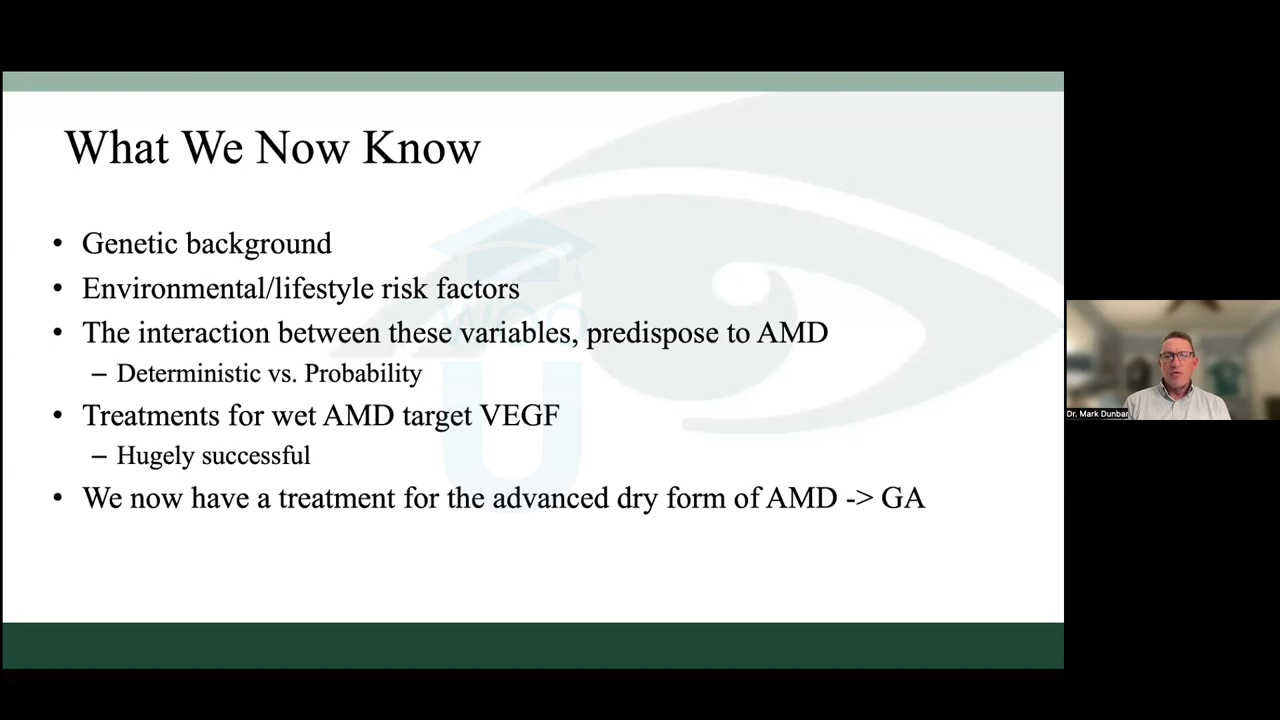 What We Now Know
• Genetic background
• Environmental/lifestyle risk factors
• The interaction between these variables, predispose to AMD
– Deterministic vs. Probability
• Treatments for wet AMD target VEGF
– Hugely successful
• We now have a treatment for the advanced dry form of AMD -> GA
WOO
U
Dr. Mark Dunbar